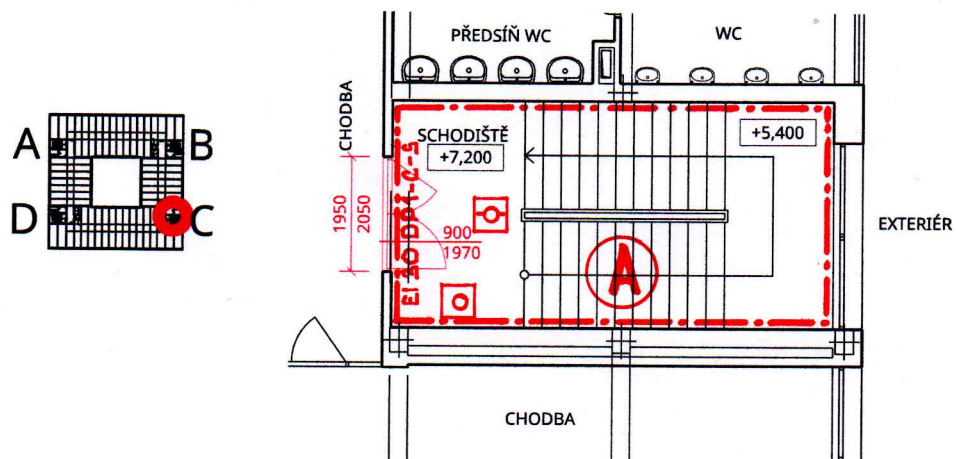 PŘEDSÍŇ WC
WC
CHODBA
A
B
SCHODIŠTĚ
+7,200
+5,400
D
C
1950
2050
EI 30 DP1-C-S
900
1970
A
EXTERIÉR
CHODBA